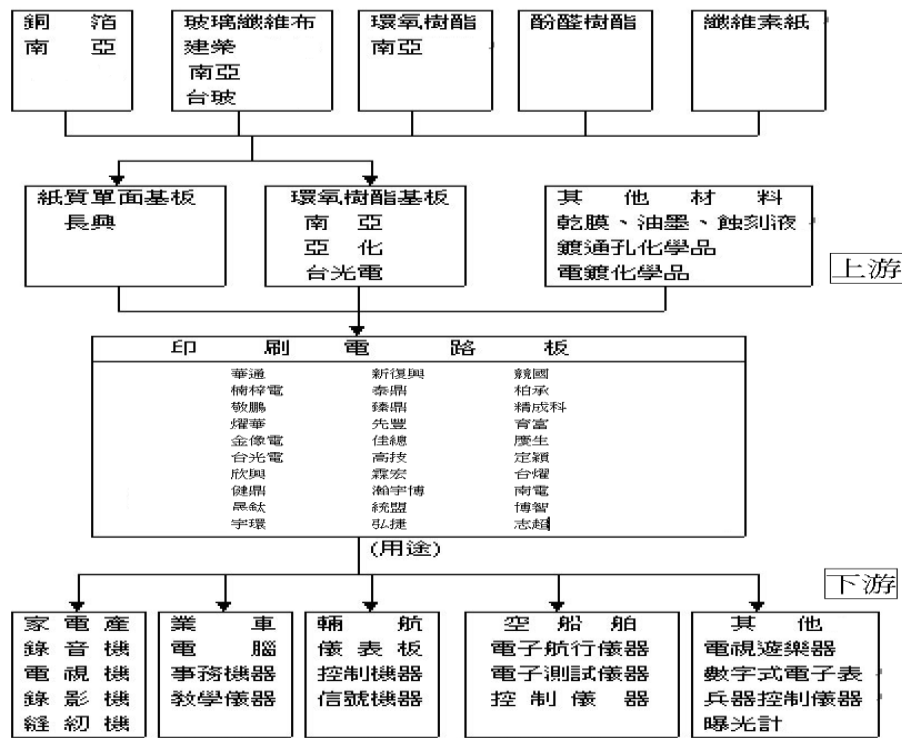 銅箔
南亞
玻璃纖維布
建榮
南亞
台玻
環氧樹酯
南亞
酚醛樹酯
纖維素紙
紙質單面基板
長興
環氧樹酯基板
南亞
亞化
台光電
其他材料
乾膜、油墨、蝕刻液
鍍通孔化學品
電鍍化學品
上游
印刷電路板
華通 新復興 競國
楠梓電 泰鼎 柏承
敬鵬 臻鼎 精成科
燿華 先豐 育富
金像電 佳總 慶生
台光電 高技 定穎
欣興 霖宏 台燿
健鼎 瀚宇博 南電
晟鈦 統盟 博智
宇環 弘捷 志超
(用途)
下游
家電產
錄音機
電視機
錄影機
縫紉機
業車
電腦
事務機器
教學儀器
輛航
儀表板
控制機器
信號機器
空船舶
電子航行儀器
電子測試儀器
控制儀器
其他
電視遊樂器
數字式電子表
兵器控制儀器
曝光計